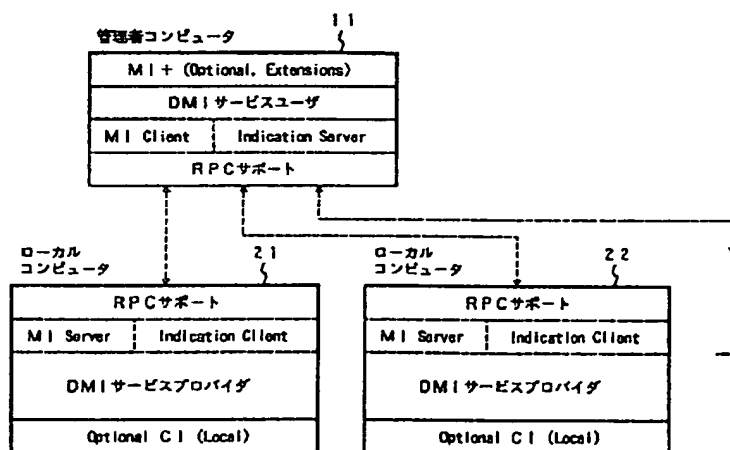 11
管理者コンピュータ
MI+ (Optional, Extensions)
DMIサービスユーザ
MI Client
Indication Server
RPCサポート
ローカル
コンピュータ
21
RPCサポート
MI Server
Indication Client
DMIサービスプロバイダ
Optional CI (Local)
ローカル
コンピュータ
22
RPCサポート
MI Server
Indication Client
DMIサービスプロバイダ
Optional CI (Local)